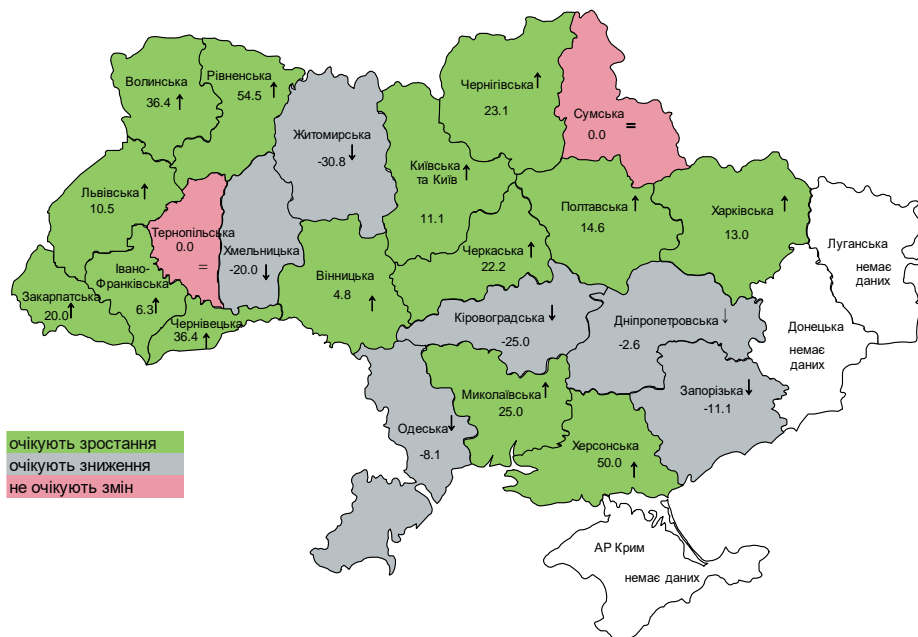 Волинська
36.4
Рівненська
54.5
Житомирська
-30.8
Чернігівська
23.1
Сумська
0.0 =
Київська
та Київ
11.1
Львівська
10.5
Тернопільська
0.0
=
Хмельницька
-20.0
Вінницька
4.8
Черкаська
22.2
Полтавська
14.6
Харківська
13.0
Луганська
немає
даних
Івано-
Франківська
6.3
Закарпатська
20.0
Чернівецька
36.4
Кіровоградська
-25.0
Дніпропетровська
-2.6
Донецька
немає
даних
Запорізька
-11.1
Миколаївська
25.0
Одеська
-8.1
Херсонська
50.0
очікують зростання
очікують зниження
не очікують змін
АР Крим
немає даних